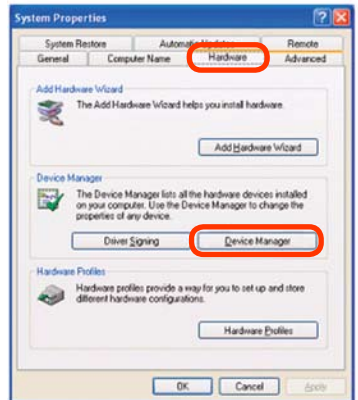 System Properties
System Restore Automatic Updates Remote
General Computer Name Hardware Advanced
Add Hardware Wizard
The Add Hardware Wizard helps you install hardware.
Add Hardware Wizard
Device Manager
The Device Manager lists all the hardware devices installed
on your computer. Use the Device Manager to change the
properties of any device.
Driver Signing Device Manager
Hardware Profiles
Hardware profiles provide a way for you to set up and store
different hardware configurations.
Hardware Profiles
OK Cancel Apply